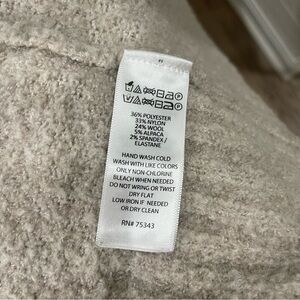 36% POLYESTER
33% NYLON
24% WOOL
5% ALPACA
2% SPANDEX /
ELASTANE
HAND WASH COLD
WASH WITH LIKE COLORS
ONLY NON-CHLORINE
BLEACH WHEN NEEDED
DO NOT WRING OR TWIST
DRY FLAT
LOW IRON IF NEEDED
OR DRY CLEAN
RN# 75343